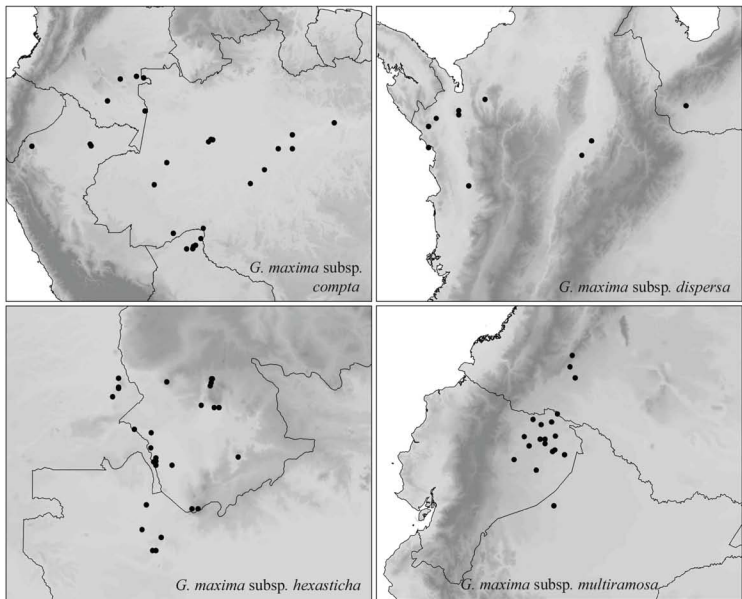 G. maxima subsp.
compta
G. maxima subsp. dispersa
G. maxima subsp. hexasticha
G. maxima subsp. multiramosa